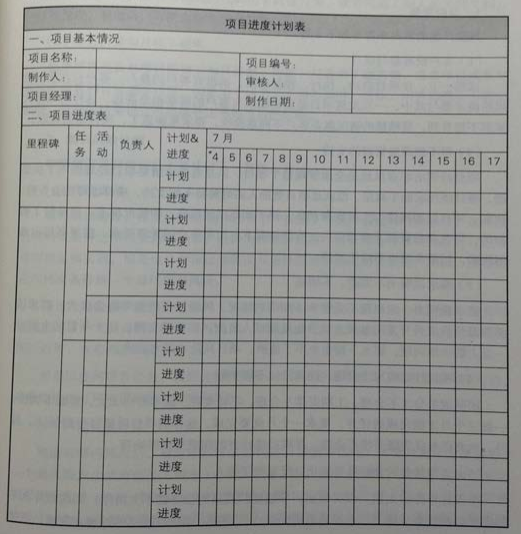 项目进度计划表
一、项目基本情况
项目名称： 项目编号：
制作人： 审核人：
项目经理： 制作日期：
二、项目进度表
里程碑 任务 活动 负责人 计划&进度 7月
*4 5 6 7 8 9 10 11 12 13 14 15 16 17
计划
进度
计划
进度
计划
进度
计划
进度
计划
进度
计划
进度
计划
进度
计划
进度